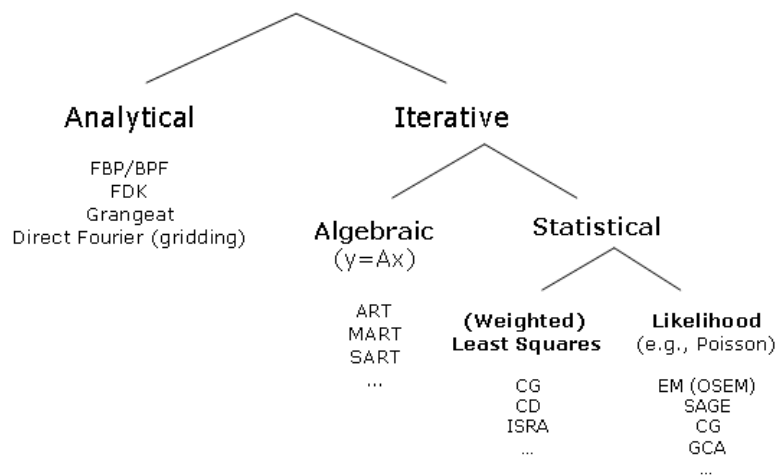 Analytical
Iterative
FBP/BPF
FDK
Grangeat
Direct Fourier (gridding)
Algebraic
(y=Ax)
ART
MART
SART
...
Statistical
(Weighted)
Least Squares
CG
CD
ISRA
...
Likelihood
(e.g., Poisson)
EM (OSEM)
SAGE
CG
GCA
...